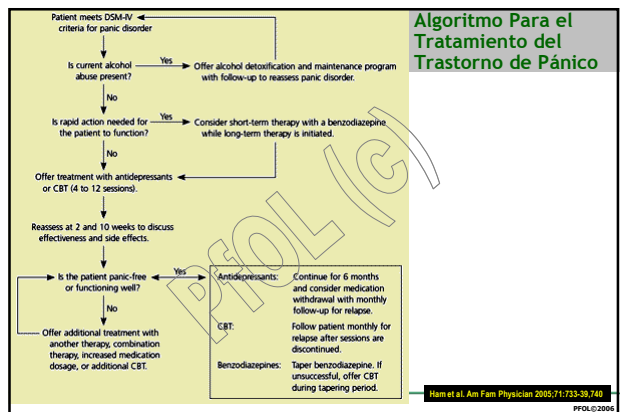 Algoritmo Para el
Tratamiento del
Trastorno de Pánico
Patient meets DSM-IV
criteria for panic disorder
Is current alcohol
abuse present?
Yes
Offer alcohol detoxification and maintenance program
with follow-up to reassess panic disorder.
No
Is rapid action needed for
the patient to function?
Yes
Consider short-term therapy with a benzodiazepine
while long-term therapy is initiated.
No
Offer treatment with antidepressants
or CBT (4 to 12 sessions).
Reassess at 2 and 10 weeks to discuss
effectiveness and side effects.
Is the patient panic-free
or functioning well?
Yes
No
Offer additional treatment with
another therapy, combination
therapy, increased medication
dosage, or additional CBT.
Antidepressants: Continue for 6 months
and consider medication
withdrawal with monthly
follow-up for relapse.
CBT: Follow patient monthly for
relapse after sessions are
discontinued.
Benzodiazepines: Taper benzodiazepine. If
unsuccessful, offer CBT
during tapering period.
PfOL (c)
Ham et al. Am Fam Physician 2005;71:733-39,740
PFOL©2006